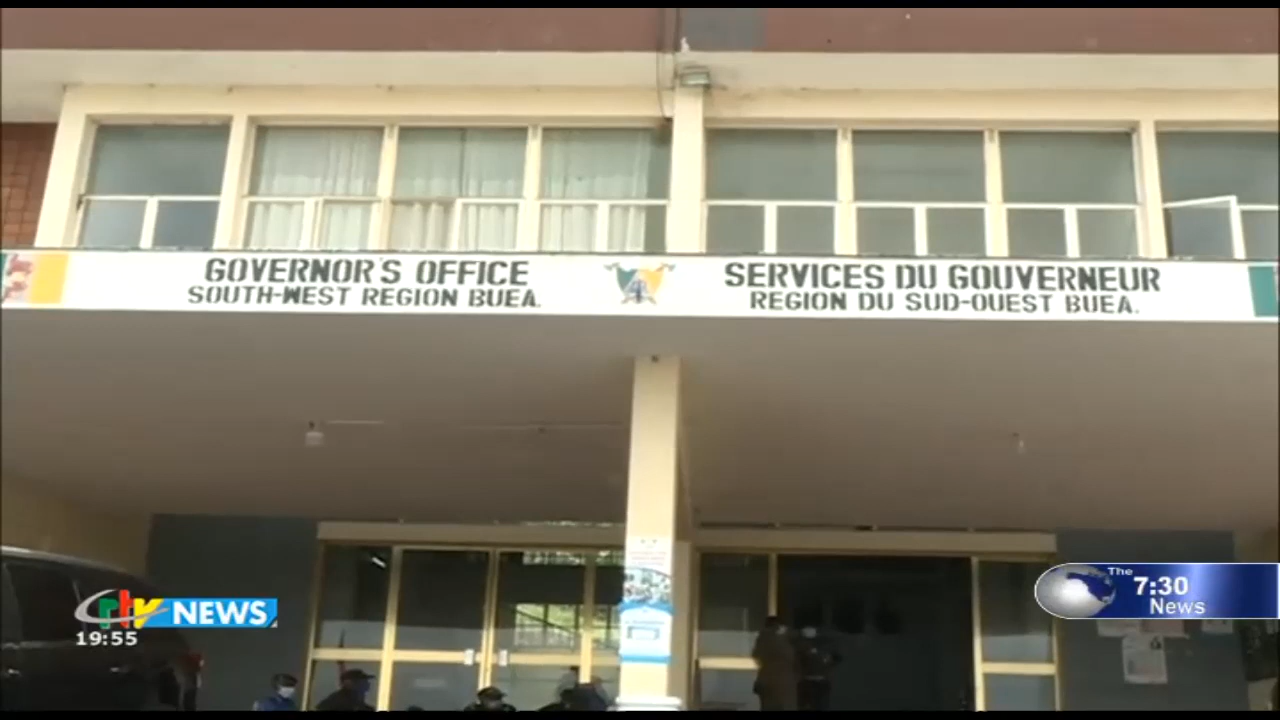 GOVERNOR'S OFFICE
SOUTH-WEST REGION BUEA.
SERVICES DU GOUVERNEUR
REGION DU SUD-OUEST BUEA.
The
7:30
News
crtv NEWS
19:55